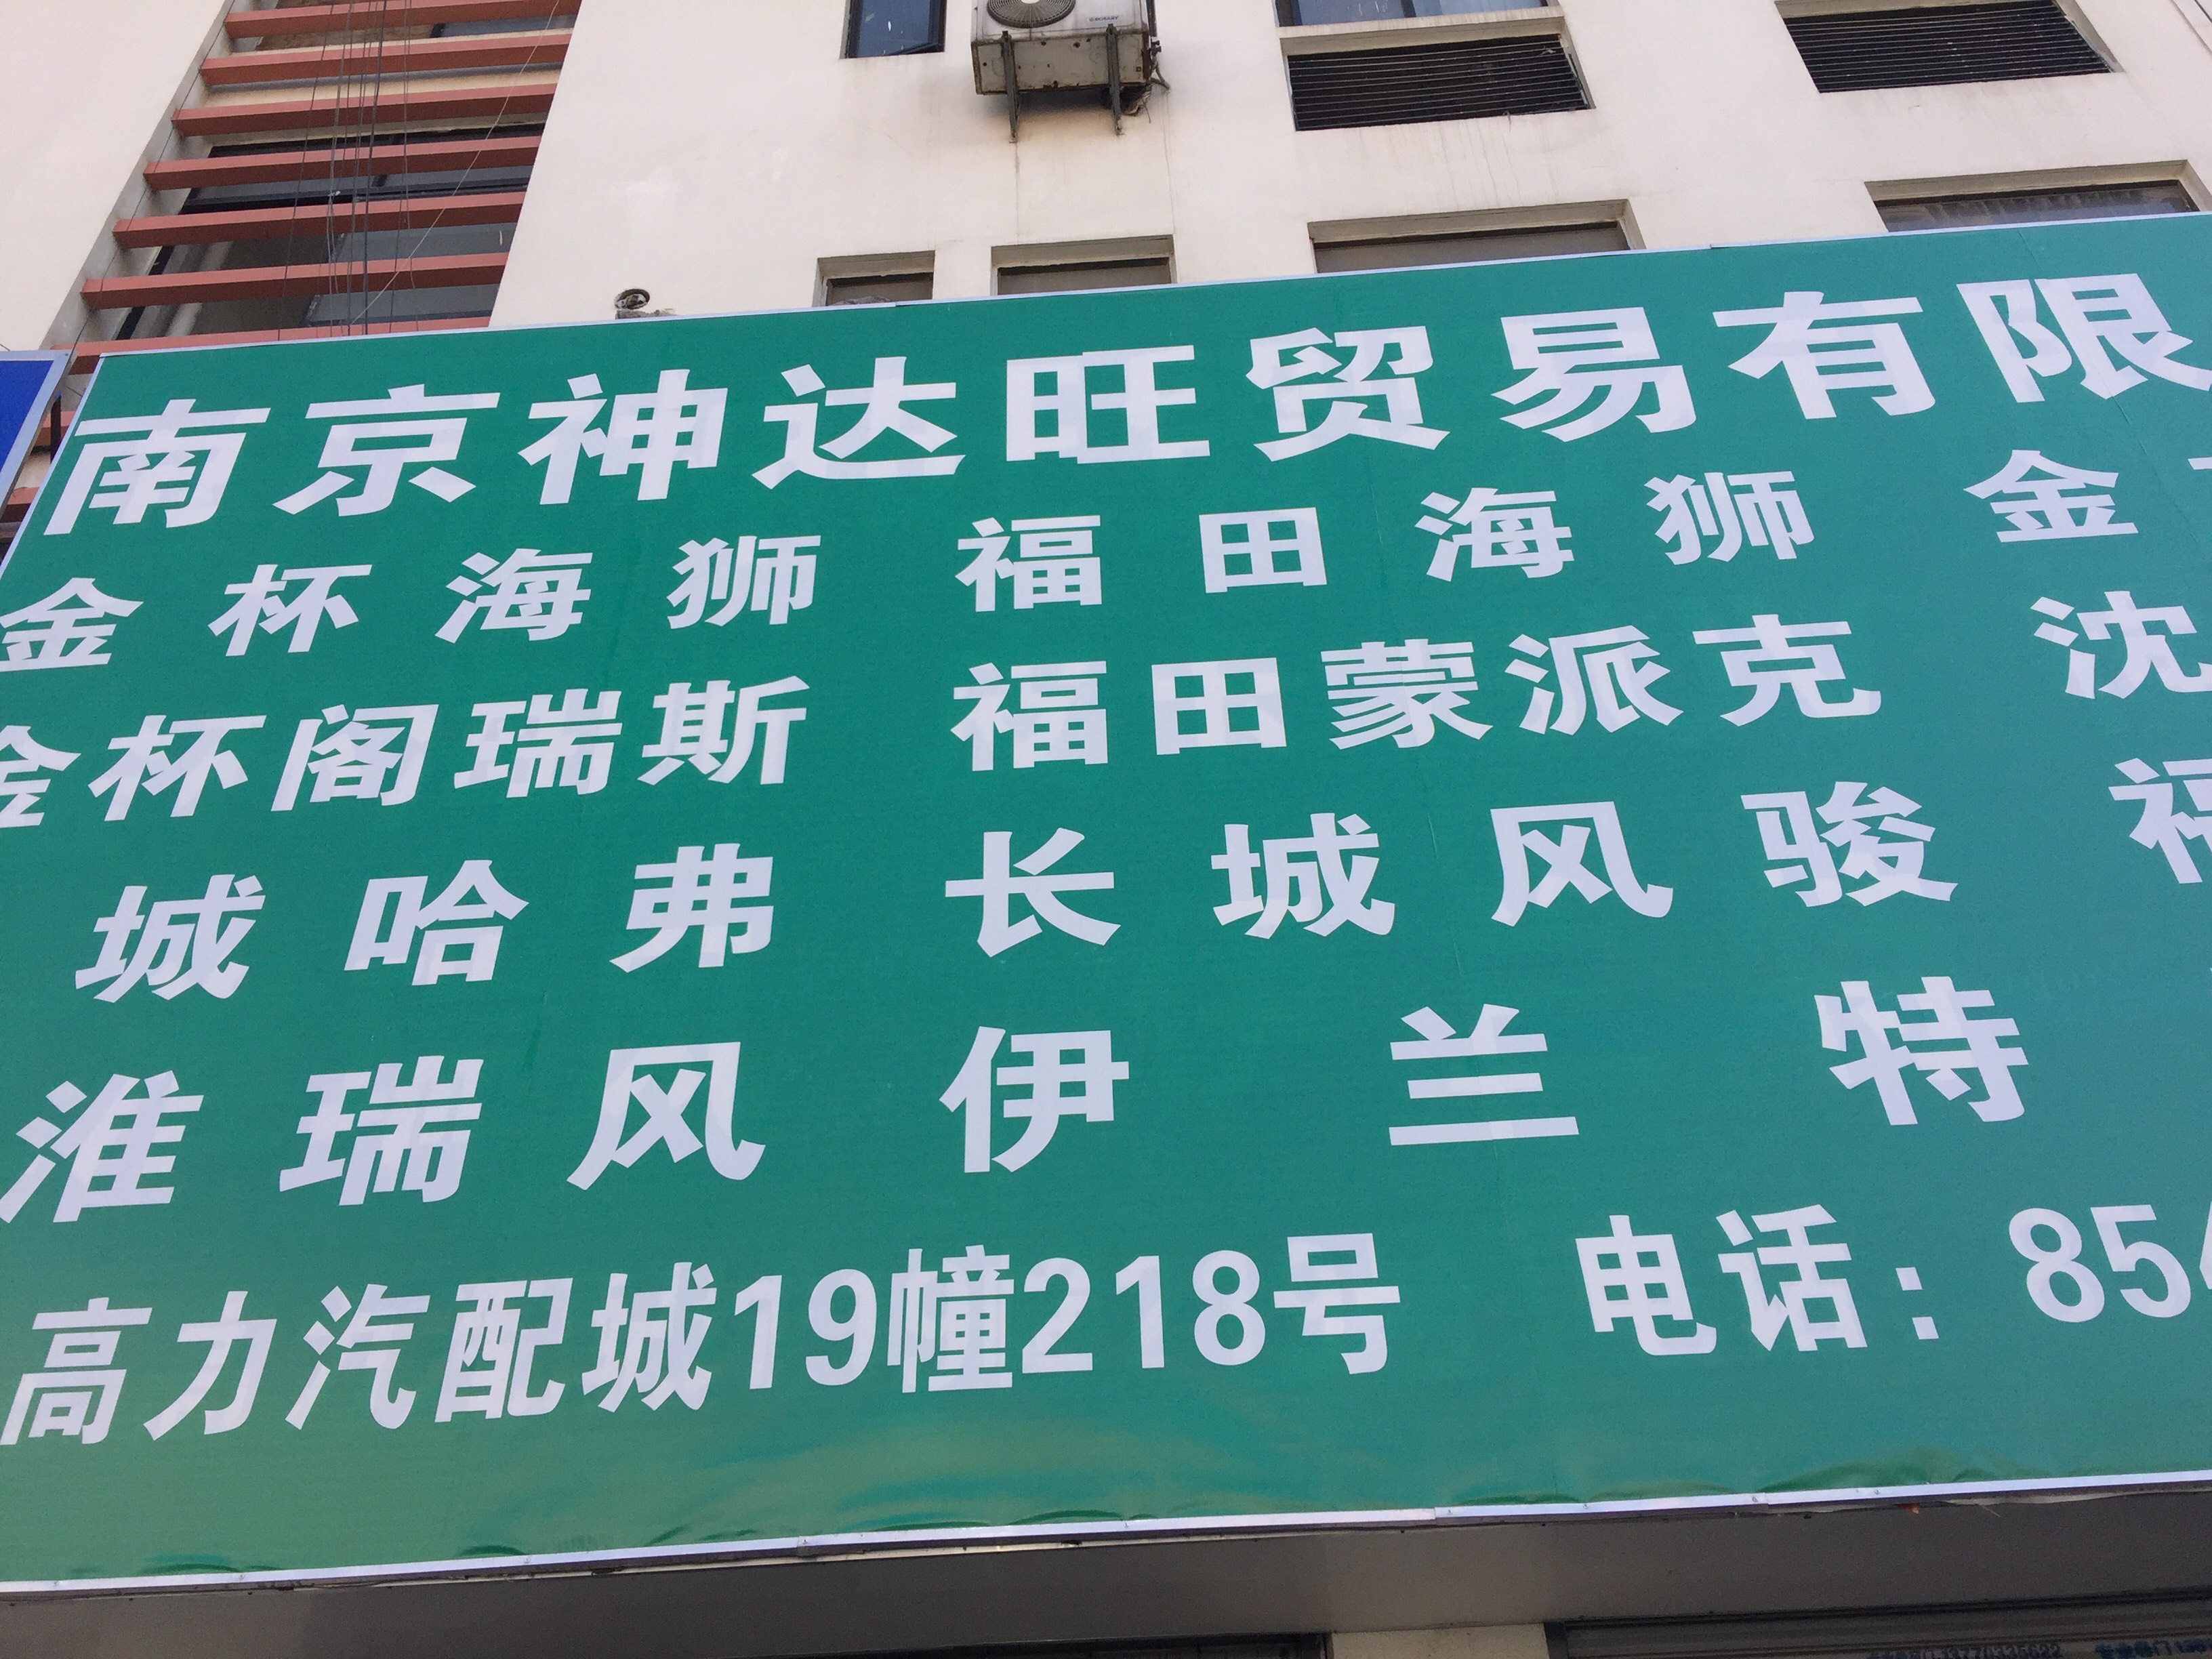 南京神达旺贸易有限
金杯海狮 福田海狮 金
金杯阁瑞斯 福田蒙派克 沈
城哈弗 长城风骏 福
淮瑞风 伊兰特
高力汽配城19幢218号 电话：85